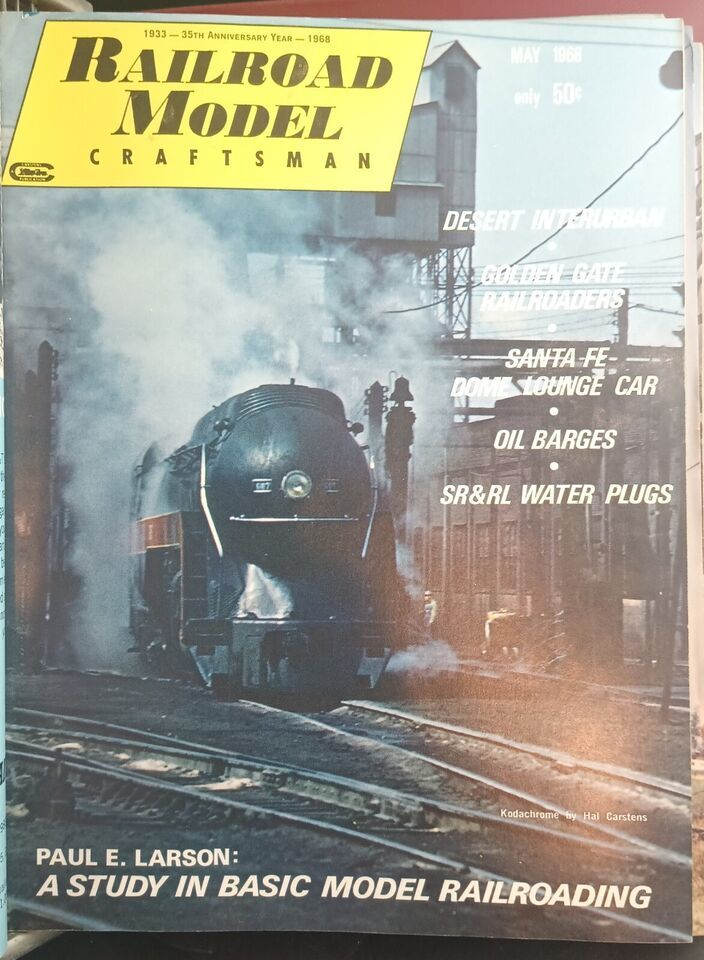 1933 — 35TH ANNIVERSARY YEAR — 1968
RAILROAD
MODEL
CRAFTSMAN
MAY 1968
only 50¢
DESERT INTERURBAN
•
GOLDEN GATE
RAILROADERS
•
SANTA FE
DOME LOUNGE CAR
•
OIL BARGES
•
SR&RL WATER PLUGS
Kodachrome by Hal Carstens
PAUL E. LARSON:
A STUDY IN BASIC MODEL RAILROADING